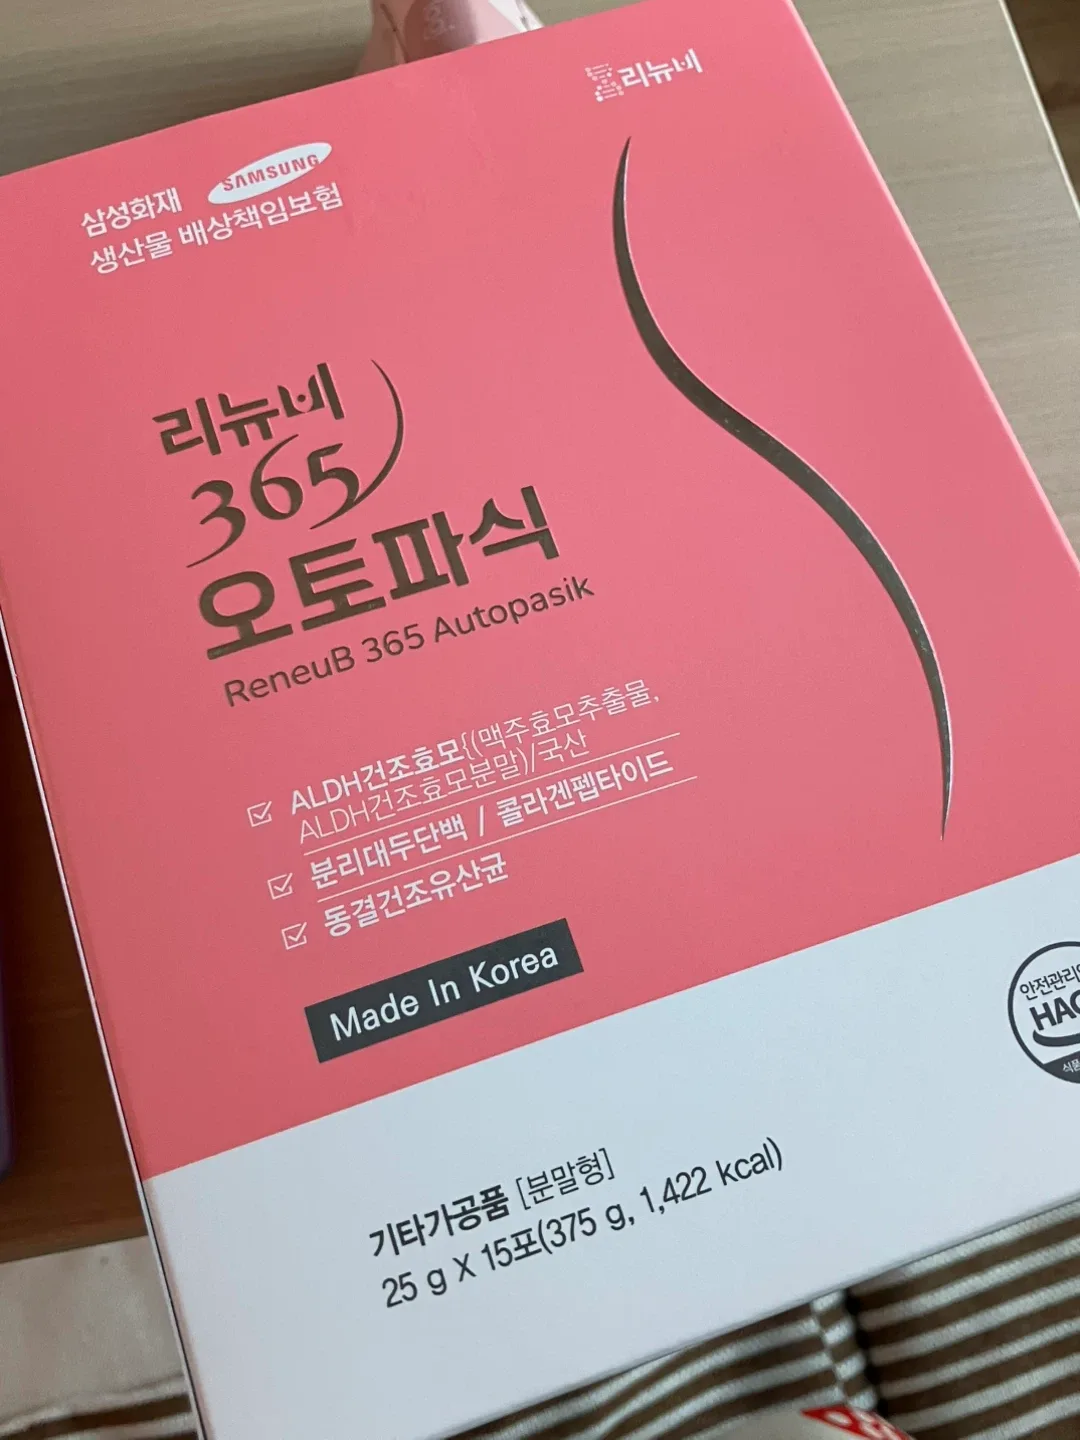 리뉴비
삼성화재 SAMSUNG
생산물 배상책임보험
리뉴비
365
오토파식
ReneuB 365 Autopasik
ALDH건조효모{(맥주효모추출물,
ALDH건조효모분말)/국산
분리대두단백 / 콜라겐펩타이드
동결건조유산균
Made In Korea
안전관리
HAC
식품
기타가공품 [분말형]
25 g X 15포(375 g, 1,422 kcal)